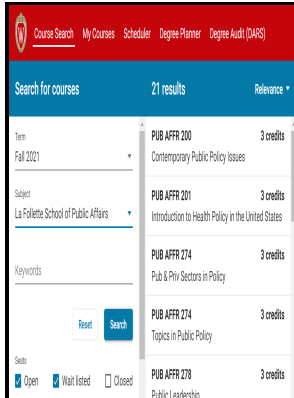 Course Search My Courses Scheduler Degree Planner Degree Audit (DARS)
Search for courses
21 results
Relevance
Term
Fall 2021
Subject
La Follette School of Public Affairs
Keywords
Reset Search
Seats
Open Wait listed Closed
PUB AFFR 200 3 credits
Contemporary Public Policy Issues
PUB AFFR 201 3 credits
Introduction to Health Policy in the United States
PUB AFFR 274 3 credits
Pub & Priv Sectors in Policy
PUB AFFR 274 3 credits
Topics in Public Policy
PUB AFFR 278 3 credits
Public Leadership